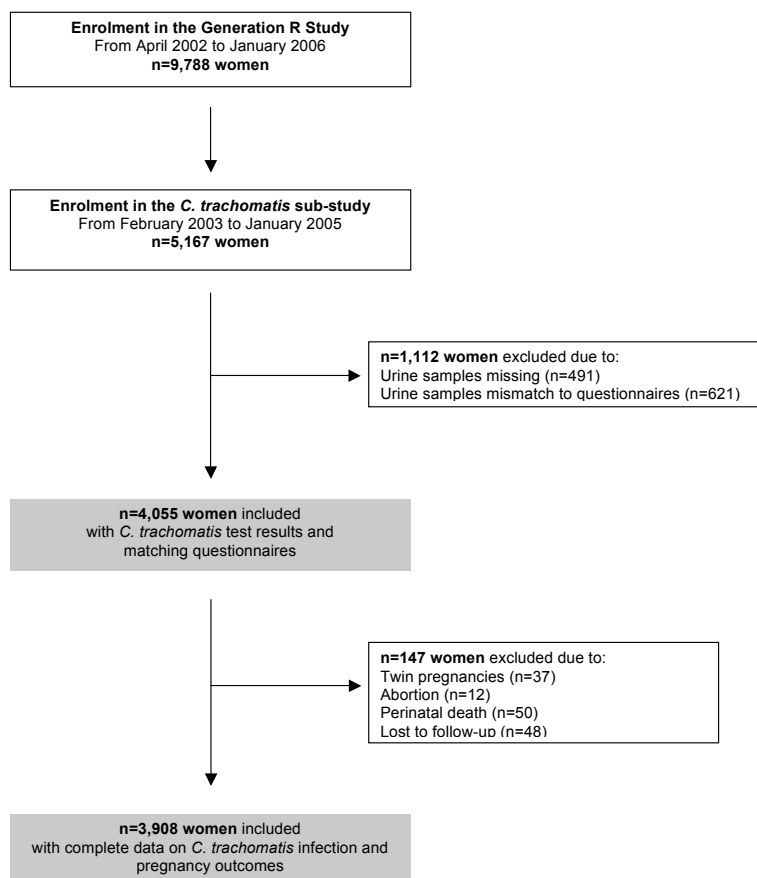 Enrolment in the Generation R Study
From April 2002 to January 2006
n=9,788 women
Enrolment in the C. trachomatis sub-study
From February 2003 to January 2005
n=5,167 women
n=1,112 women excluded due to:
Urine samples missing (n=491)
Urine samples mismatch to questionnaires (n=621)
n=4,055 women included
with C. trachomatis test results and
matching questionnaires
n=147 women excluded due to:
Twin pregnancies (n=37)
Abortion (n=12)
Perinatal death (n=50)
Lost to follow-up (n=48)
n=3,908 women included
with complete data on C. trachomatis infection and
pregnancy outcomes